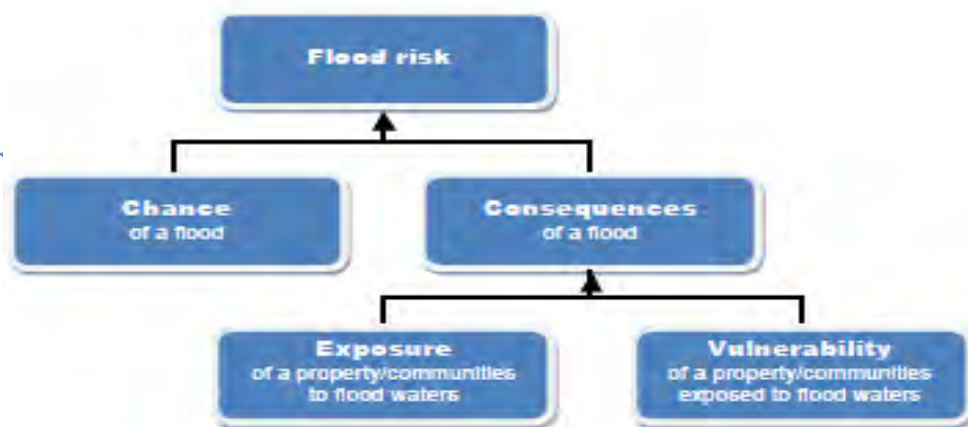 Flood risk
Chance
of a flood
Consequences
of a flood
Exposure
of a property/communities
to flood waters
Vulnerability
of a property/communities
exposed to flood waters